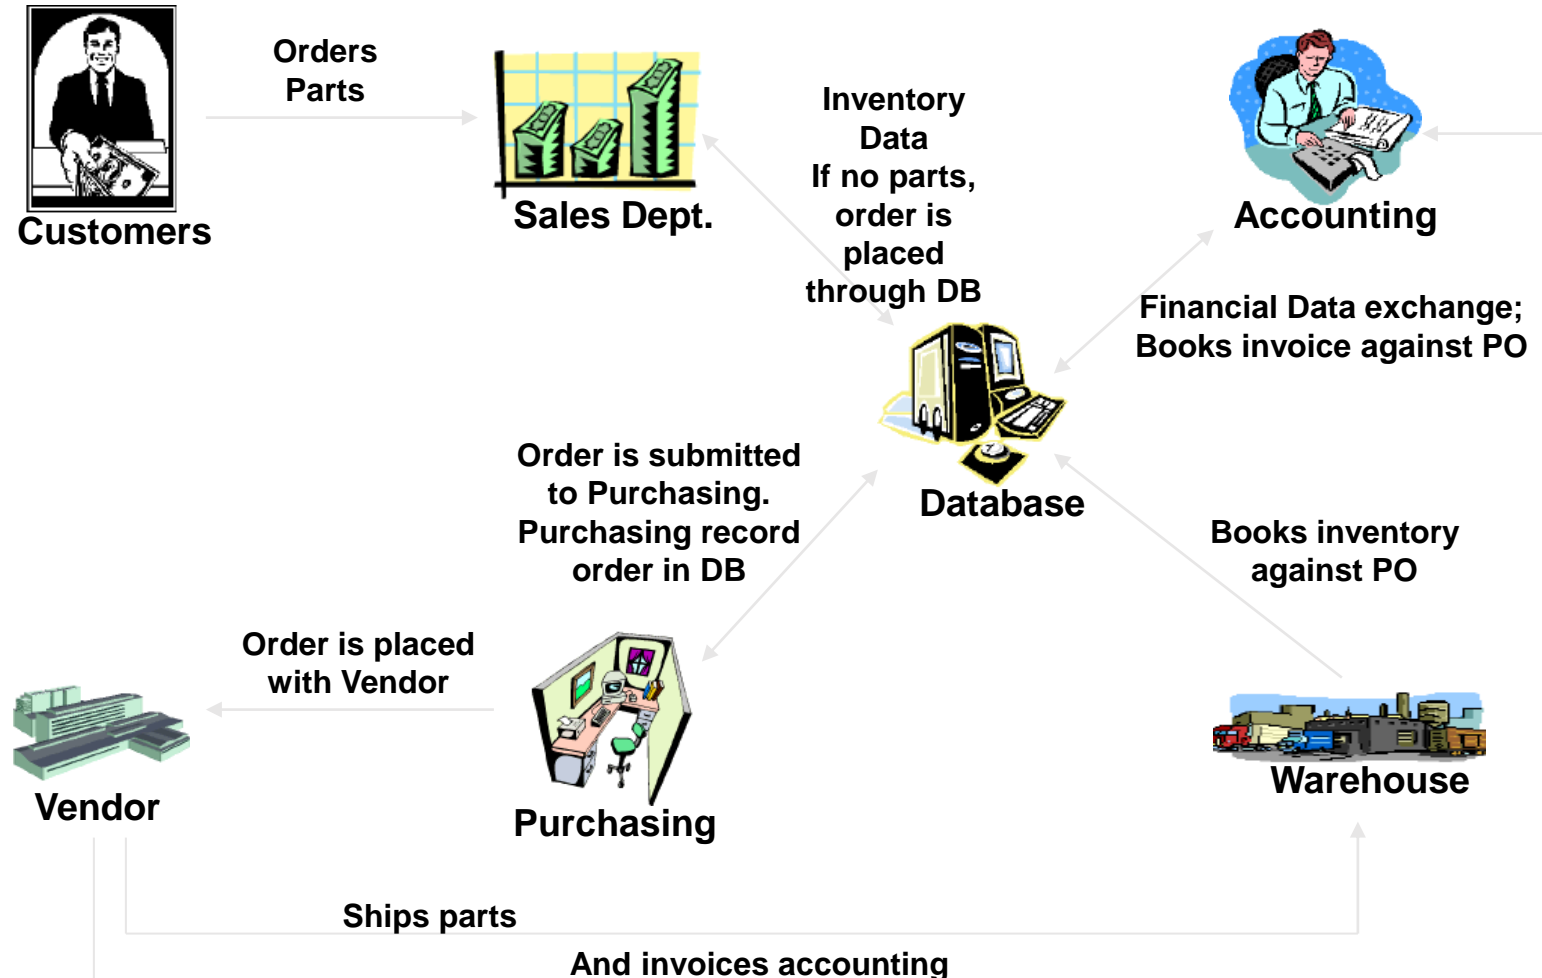 Orders
Parts
Customers
Sales Dept.
Inventory
Data
If no parts,
order is
placed
through DB
Accounting
Financial Data exchange;
Books invoice against PO
Database
Order is submitted
to Purchasing.
Purchasing record
order in DB
Books inventory
against PO
Order is placed
with Vendor
Vendor
Purchasing
Warehouse
Ships parts
And invoices accounting